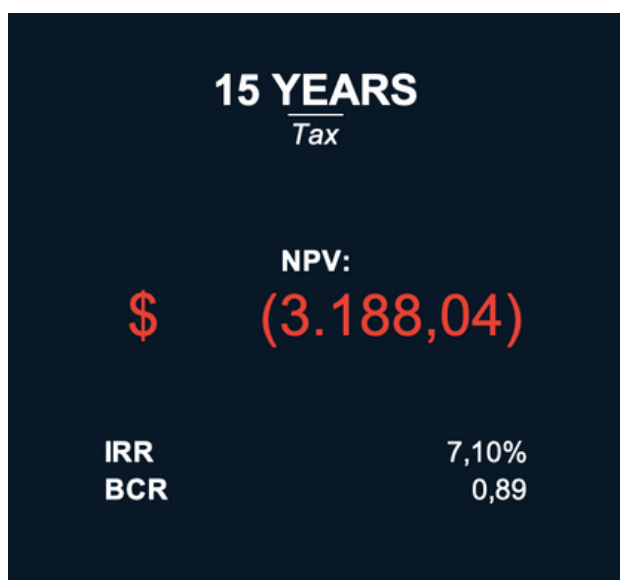 15 YEARS
Tax
NPV:
$ (3.188,04)
IRR 7,10%
BCR 0,89